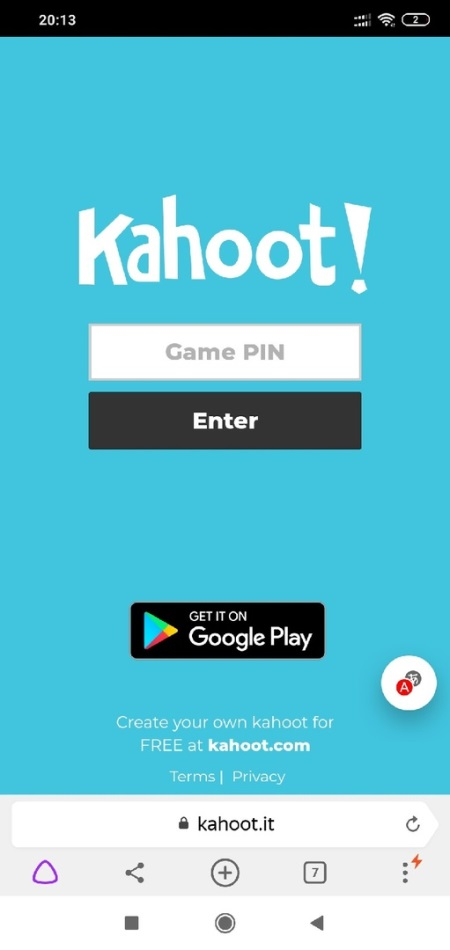 20:13
2
Kahoot!
Game PIN
Enter
GET IT ON
Google Play
あ
A
Create your own kahoot for
FREE at kahoot.com
Terms | Privacy
kahoot.it
7